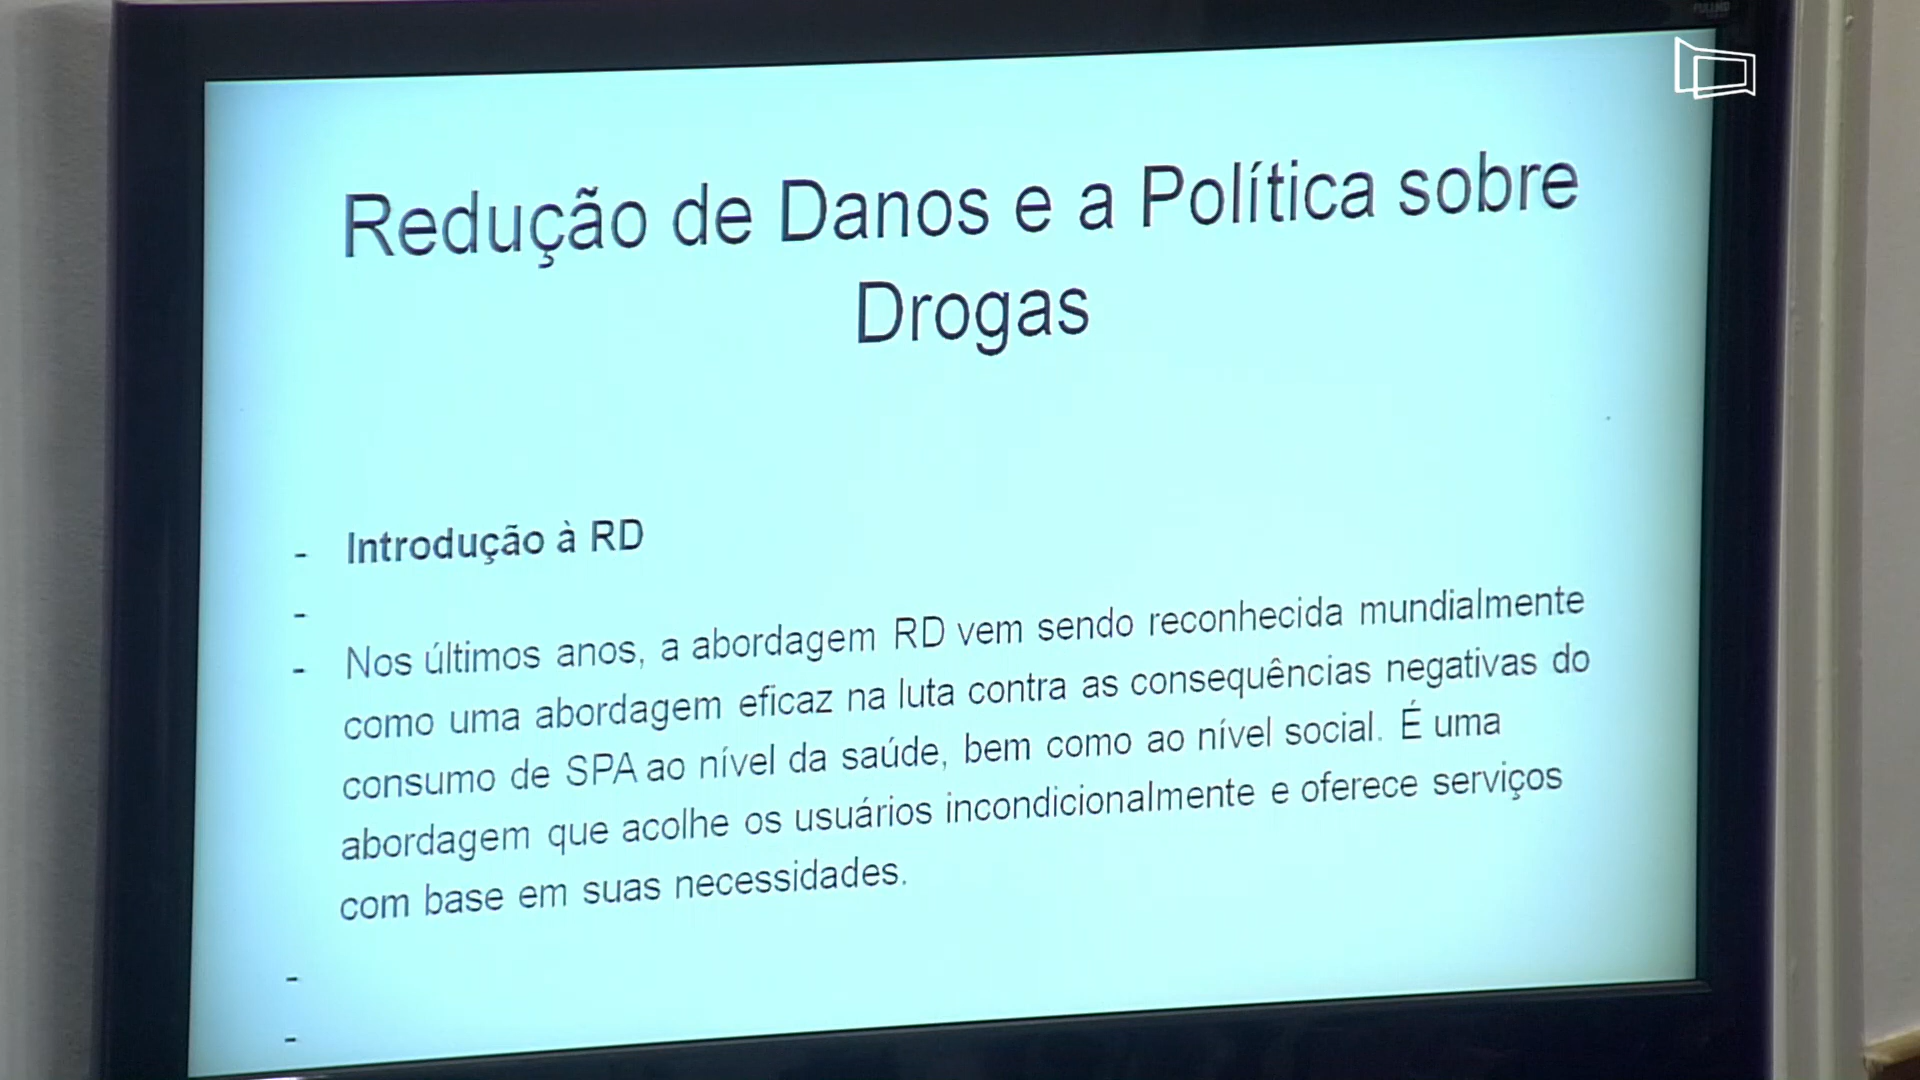 Redução de Danos e a Política sobre
Drogas
- Introdução à RD
-
- Nos últimos anos, a abordagem RD vem sendo reconhecida mundialmente
como uma abordagem eficaz na luta contra as consequências negativas do
consumo de SPA ao nível da saúde, bem como ao nível social. É uma
abordagem que acolhe os usuários incondicionalmente e oferece serviços
com base em suas necessidades.
-
-